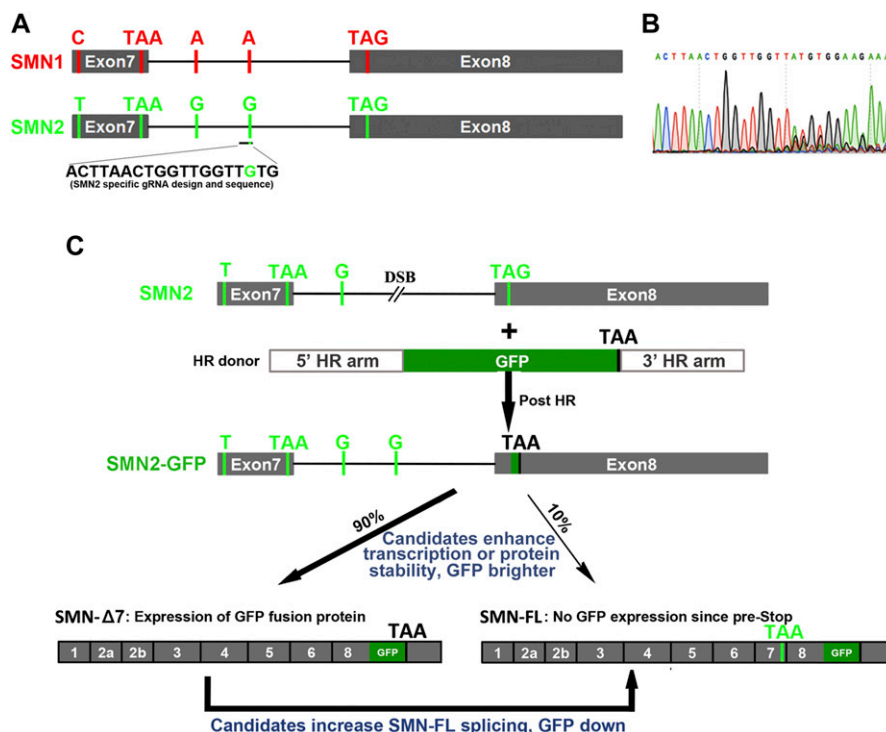 A
C TAA A A TAG
SMN1 Exon7 Exon8
T TAA G G TAG
SMN2 Exon7 Exon8
ACTTAACTGGTTGGTTGTG
(SMN2 specific gRNA design and sequence)
B
ACTTAACTGGTTGGTTATGTGGAAGAAA
C
T TAA G DSB TAG
SMN2 Exon7 Exon8
+
TAA
HR donor 5' HR arm GFP 3' HR arm
Post HR
T TAA G G TAA
SMN2-GFP Exon7 Exon8
90% 10%
Candidates enhance
transcription or protein
stability, GFP brighter
SMN-Δ7: Expression of GFP fusion protein
TAA
1 2a 2b 3 4 5 6 8 GFP
SMN-FL: No GFP expression since pre-Stop
TAA
1 2a 2b 3 4 5 6 7 8 GFP
Candidates increase SMN-FL splicing, GFP down